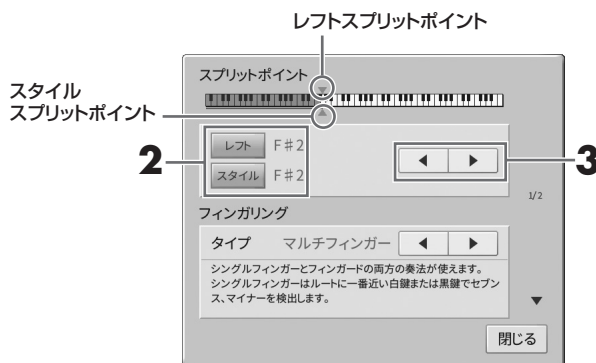 レフトスプリットポイント
スプリットポイント
スタイル
スプリットポイント
2
レフト F♯2
スタイル F♯2
◀ ▶
3
1/2
フィンガリング
タイプ マルチフィンガー ◀ ▶
シングルフィンガーとフィンガードの両方の奏法が使えます。
シングルフィンガーはルートに一番近い白鍵または黒鍵でセブン
ス、マイナーを検出します。
▼
閉じる